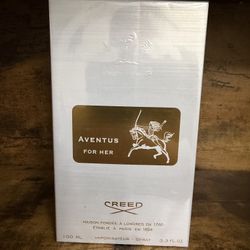 AVENTUS
FOR HER
CREED
MAISON FONDÉE À LONDRES EN 1760
ÉTABLIE À PARIS EN 1854
100 ML VAPORISATEUR - SPRAY 3.3 FL.OZ